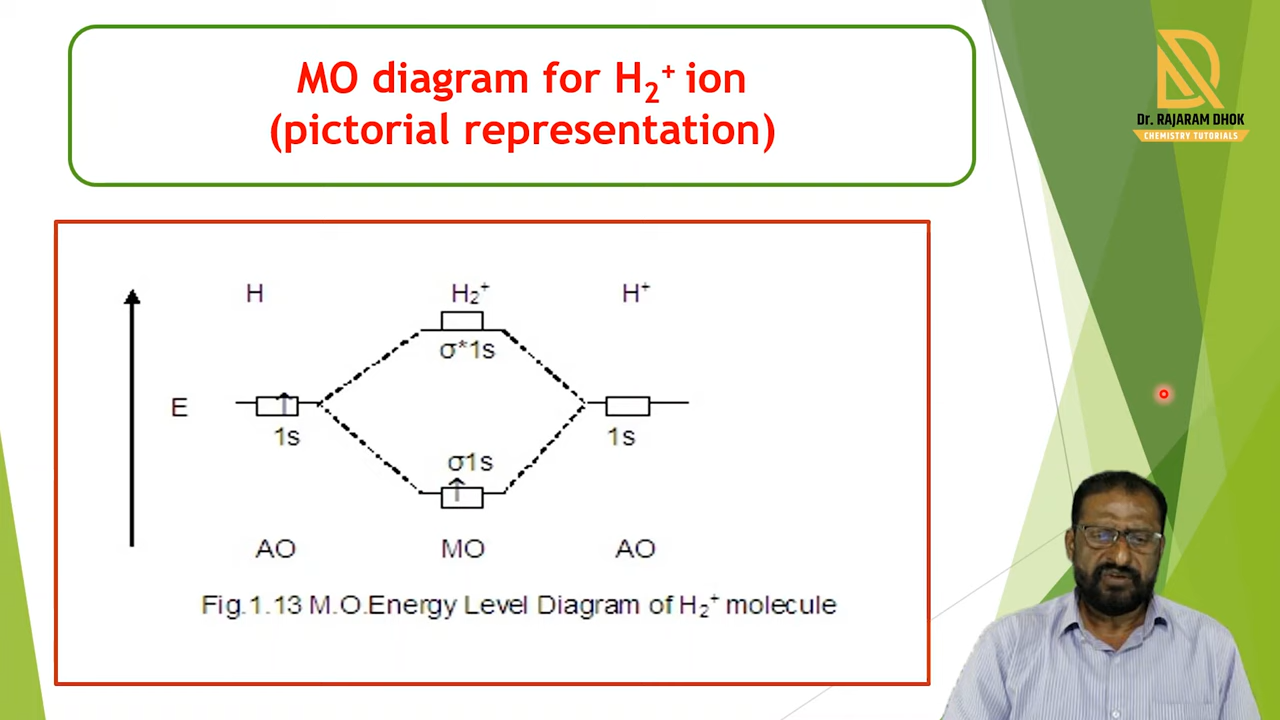 MO diagram for H₂⁺ ion
(pictorial representation)
Dr. RAJARAM DHOK
CHEMISTRY TUTORIALS
H H₂⁺ H⁺
σ*1s
E
1s 1s
σ1s
AO MO AO
Fig.1.13 M.O.Energy Level Diagram of H₂⁺ molecule